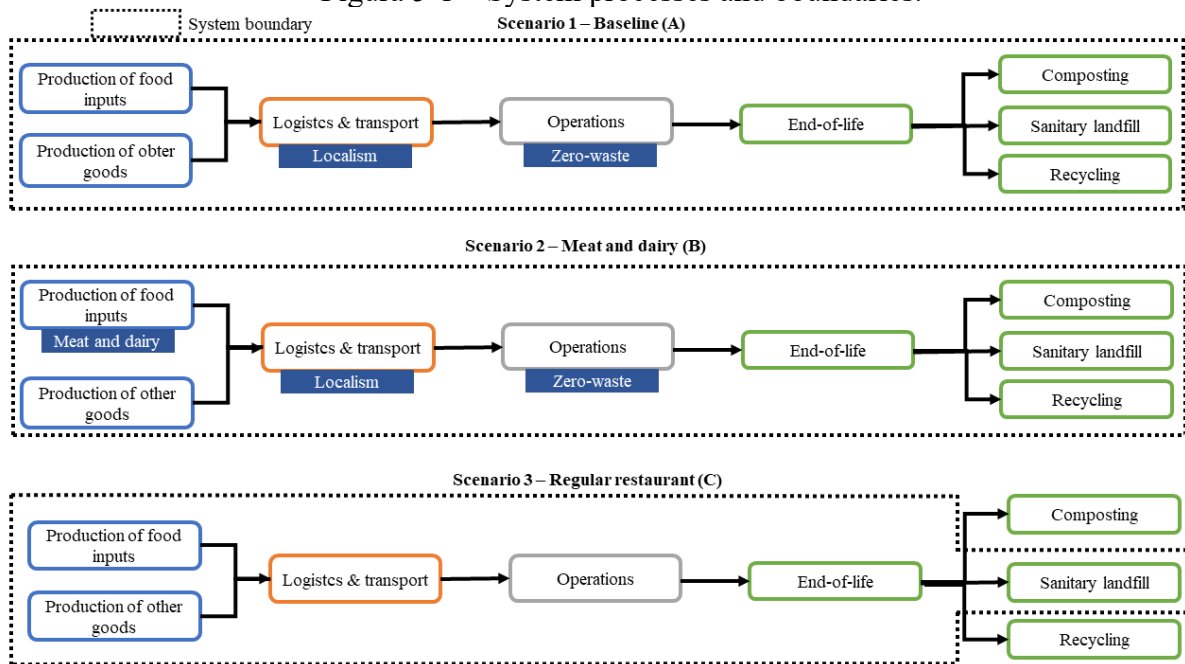 System boundary
Scenario 1 – Baseline (A)
Production of food
inputs
Production of obter
goods
Logistcs & transport
Localism
Operations
Zero-waste
End-of-life
Composting
Sanitary landfill
Recycling
Scenario 2 – Meat and dairy (B)
Production of food
inputs
Meat and dairy
Production of other
goods
Logistcs & transport
Localism
Operations
Zero-waste
End-of-life
Composting
Sanitary landfill
Recycling
Scenario 3 – Regular restaurant (C)
Production of food
inputs
Production of other
goods
Logistcs & transport
Operations
End-of-life
Composting
Sanitary landfill
Recycling